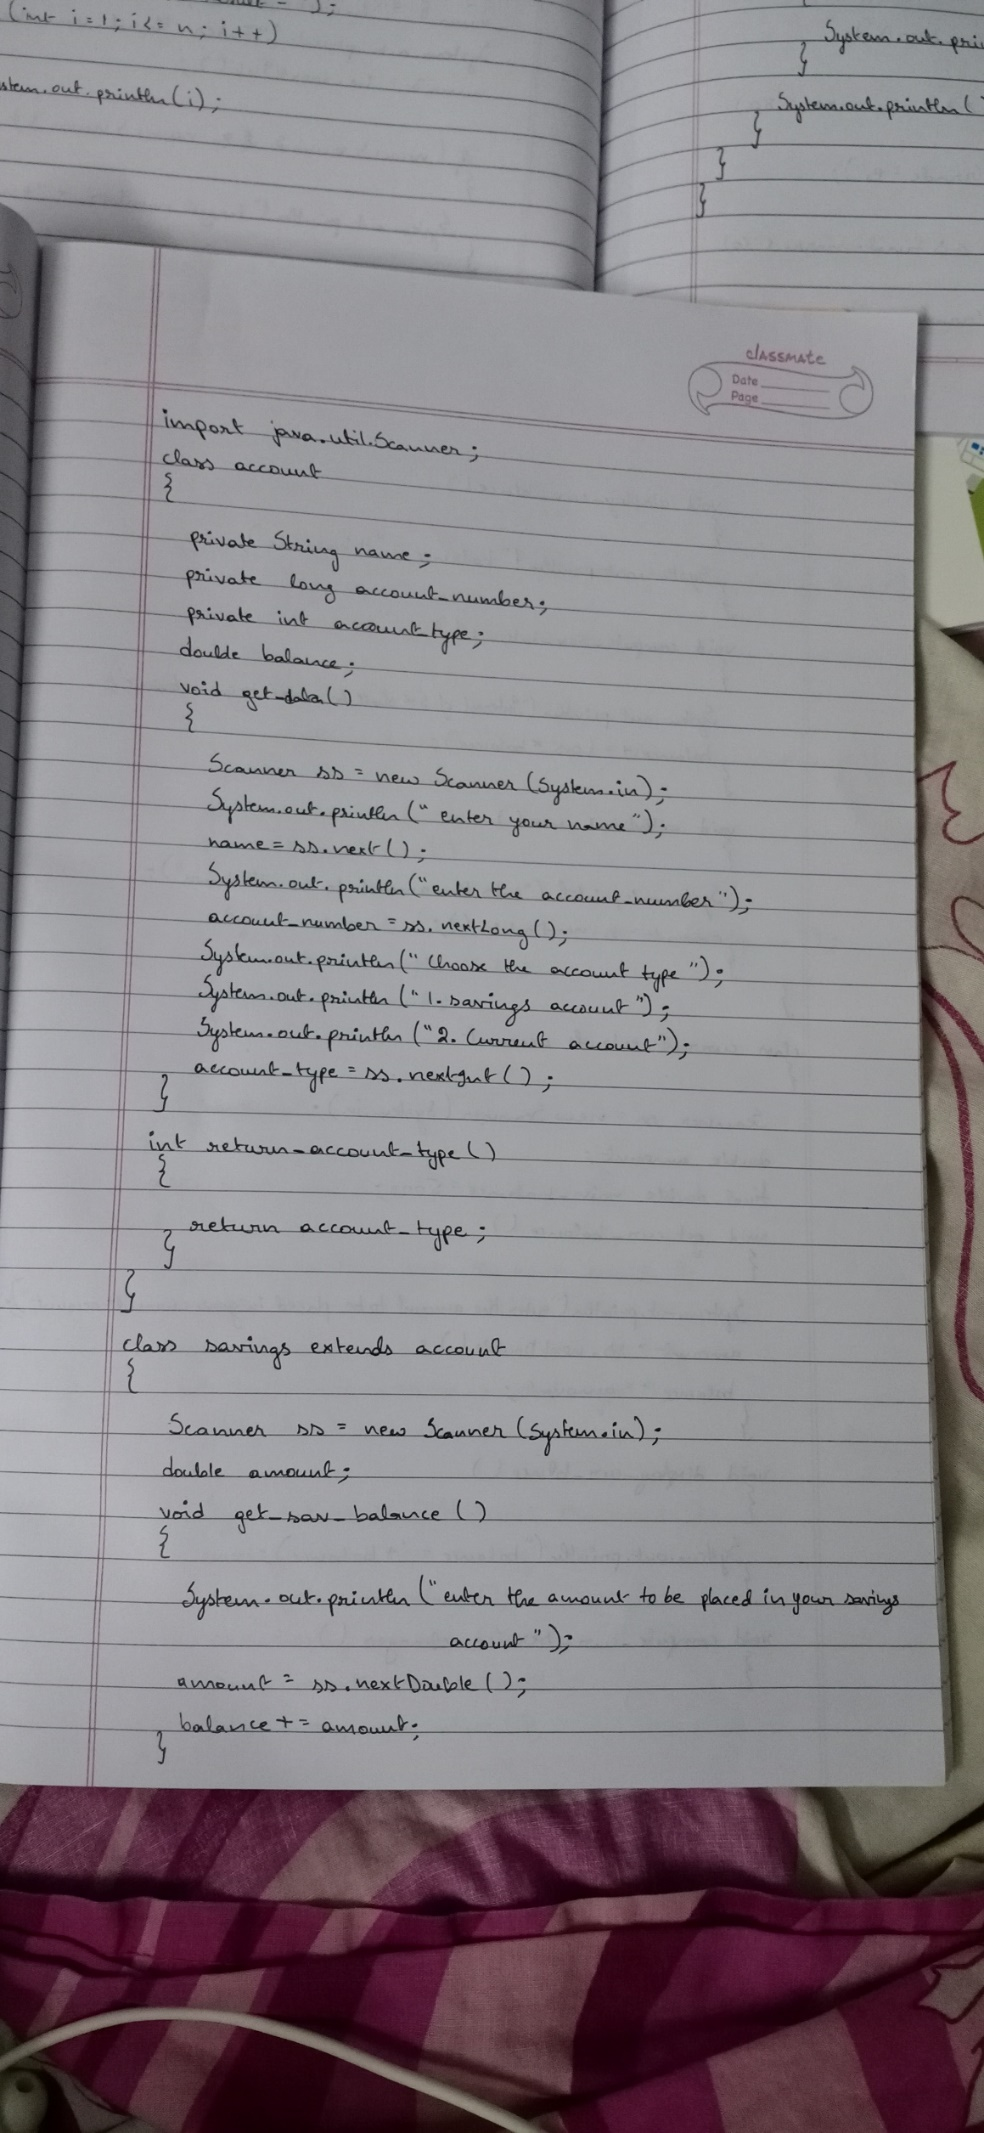 (int i=1; i<= n; i++)
stem.out.println(i);
System.out.pri
}
System.out.println(
}
}
}
classmate
Date
Page
import java.util.Scanner;
class account
{
private String name;
private long account_number;
private int account_type;
double balance;
void get_data()
{
Scanner ss = new Scanner (System.in);
System.out.println(" enter your name");
name = ss.next();
System.out.println("enter the account_number");
account_number = ss.nextLong();
System.out.println(" Choose the account type ");
System.out.println ("1. savings account");
System.out.println ("2. Current account");
account_type = ss.nextInt();
}
int return_account_type()
{
return account_type;
}
}
class savings extends account
{
Scanner ss = new Scanner (System.in);
double amount;
void get_sav_balance ()
{
System.out.println ("enter the amount to be placed in your savings
account ");
amount = ss.nextDouble();
balance += amount;
}